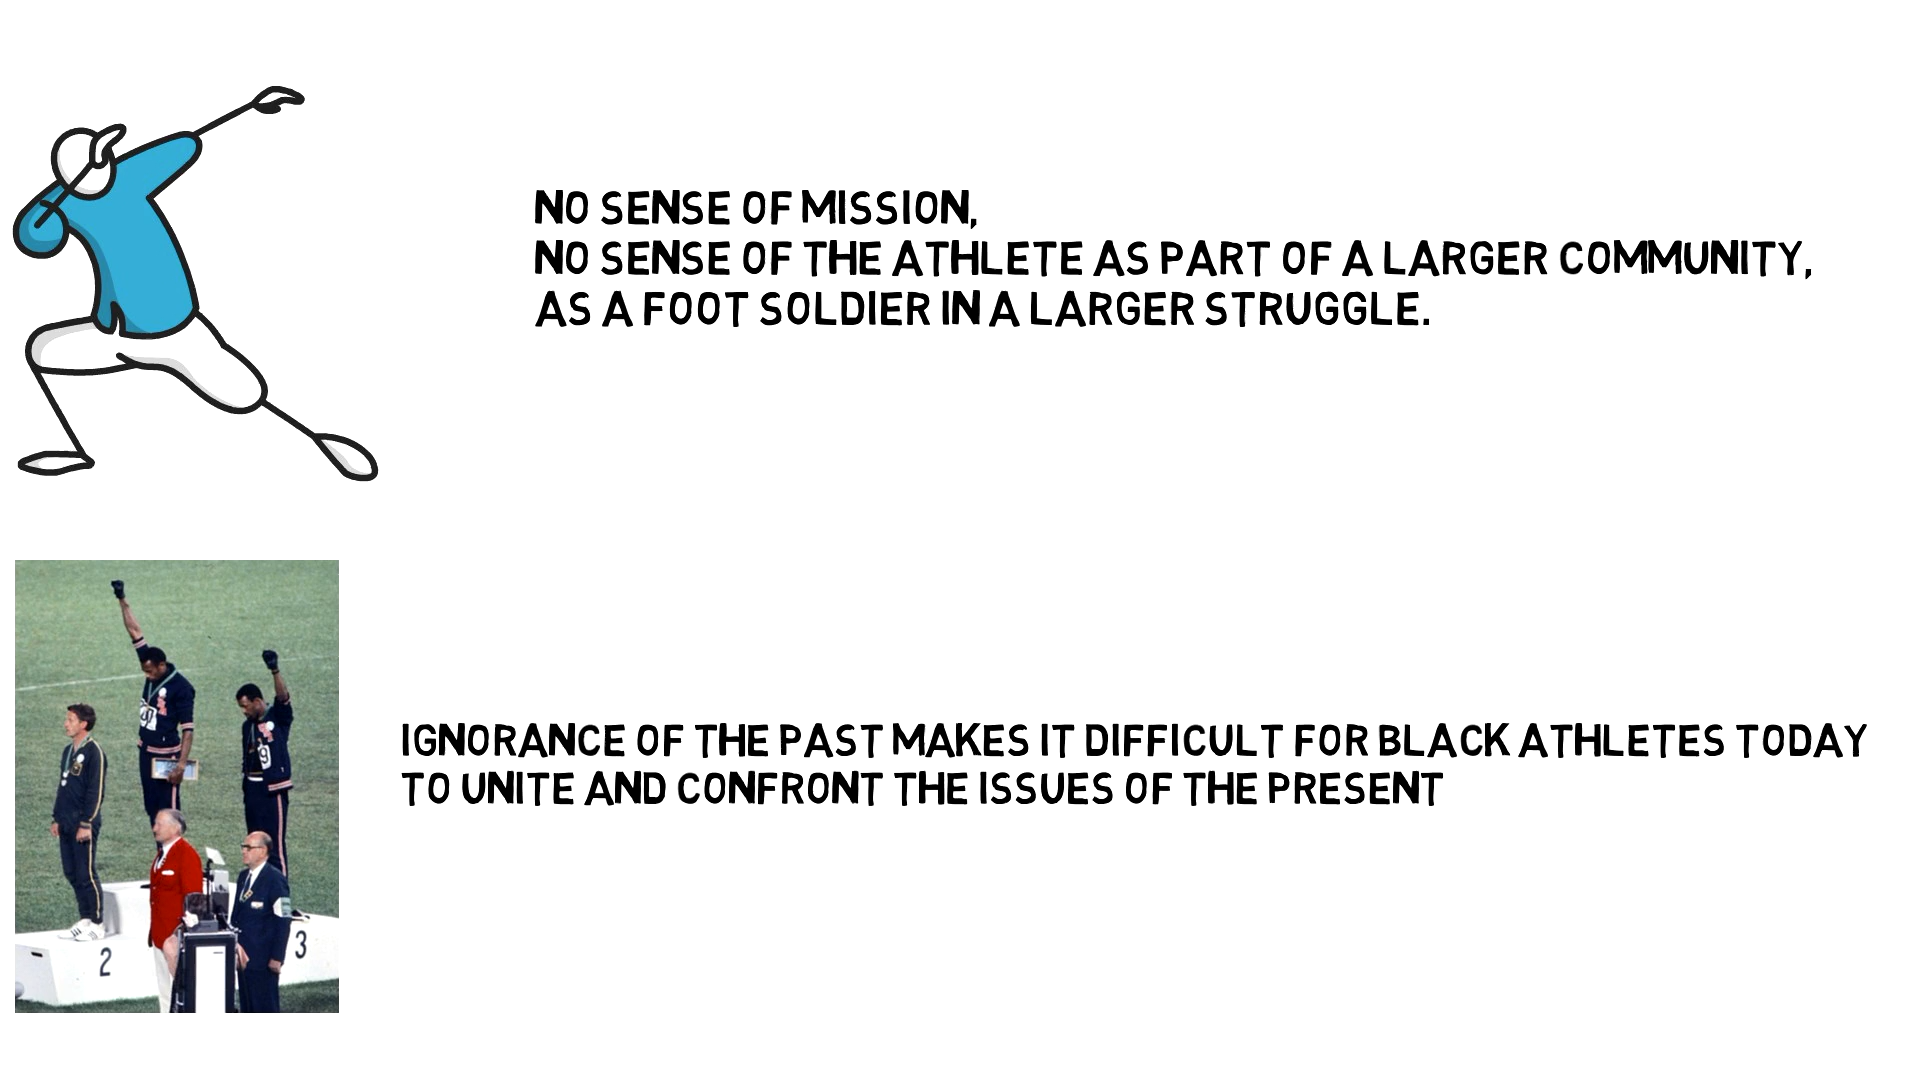 NO SENSE OF MISSION,
NO SENSE OF THE ATHLETE AS PART OF A LARGER COMMUNITY,
AS A FOOT SOLDIER IN A LARGER STRUGGLE.
IGNORANCE OF THE PAST MAKES IT DIFFICULT FOR BLACK ATHLETES TODAY
TO UNITE AND CONFRONT THE ISSUES OF THE PRESENT
2
3